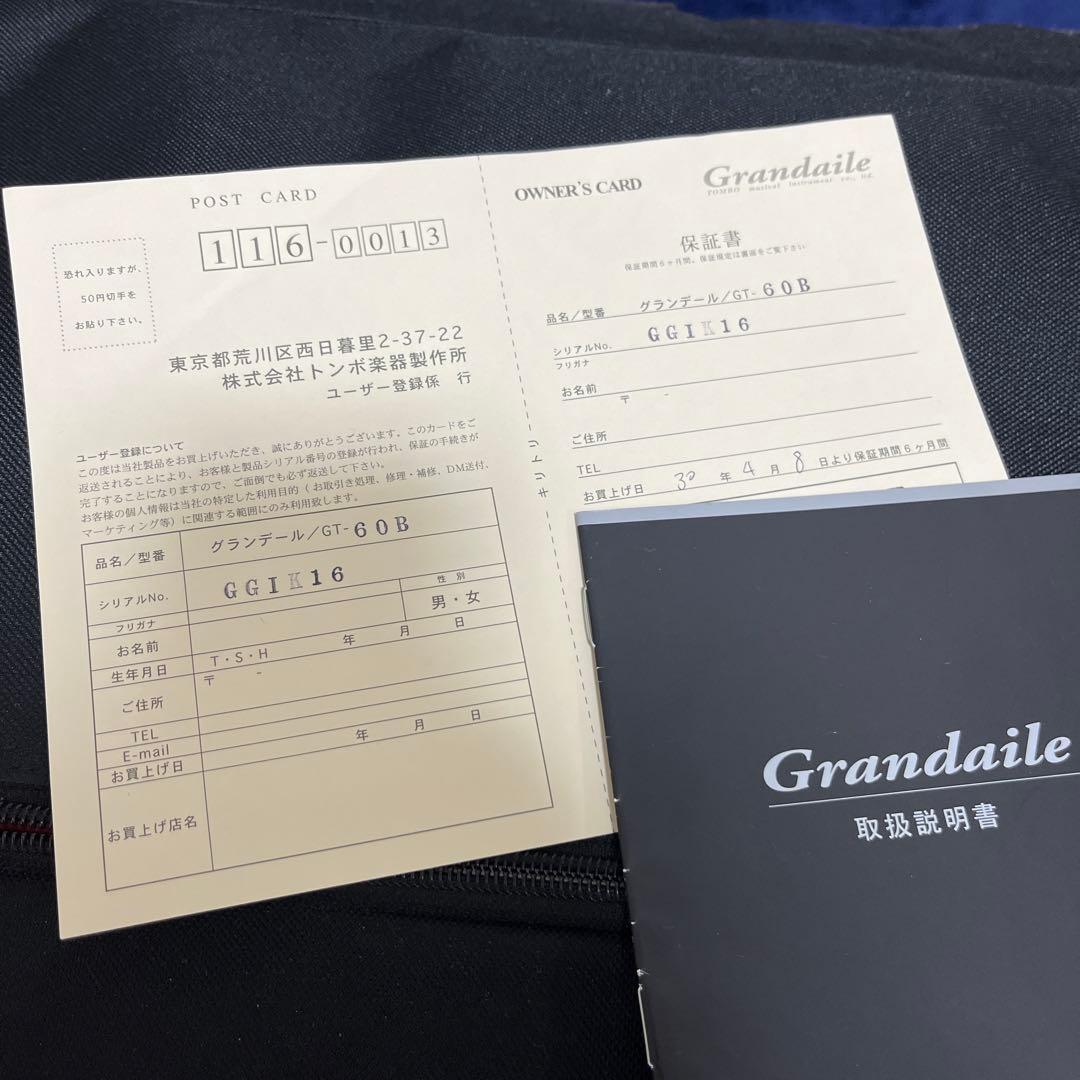 POST CARD
116-0013
恐れ入りますが、
50円切手を
お貼り下さい。
東京都荒川区西日暮里2-37-22
株式会社トンボ楽器製作所
ユーザー登録係 行
ユーザー登録について
この度は当社製品をお買上げいただき、誠にありがとうございます。このカードをご
返送されることにより、お客様と製品シリアル番号の登録が行われ、保証の手続きが
完了することになりますので、ご面倒でも必ず返送して下さい。
お客様の個人情報は当社の特定した利用目的（お取引き処理、修理・補修、DM送付、
マーケティング等）に関連する範囲にのみ利用致します。
品名／型番 グランデール／GT-60B
シリアルNo. GGIK16
フリガナ 性別
お名前 男・女
生年月日 T・S・H 年 月 日
ご住所 〒 -
TEL
E-mail
お買上げ日 年 月 日
お買上げ店名
キリトリ
OWNER'S CARD
Grandaile
TOMBO musical instrument co., ltd.
保証書
保証期間6ヶ月間。保証規定は裏面をご覧下さい
品名／型番 グランデール／GT-60B
シリアルNo. GGIK16
フリガナ
お名前
〒 -
ご住所
TEL
お買上げ日 30年4月8日より保証期間6ヶ月間
Grandaile
取扱説明書